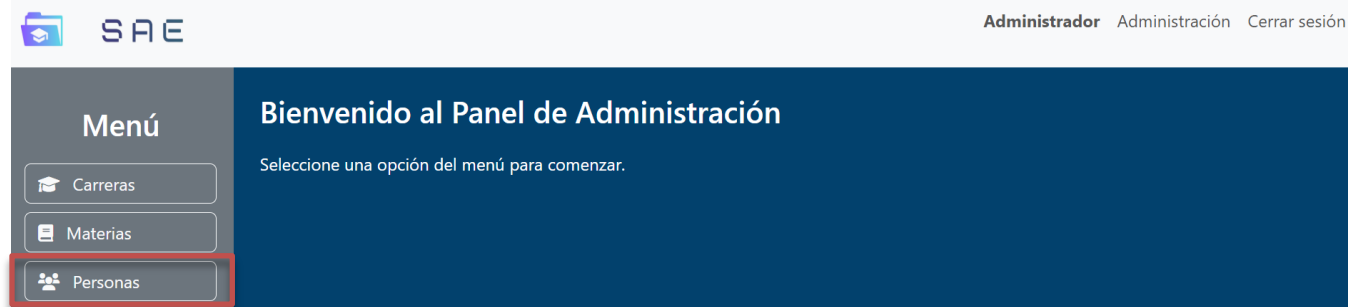 SAE
Administrador Administración Cerrar sesión
Menú
Carreras
Materias
Personas
Bienvenido al Panel de Administración
Seleccione una opción del menú para comenzar.